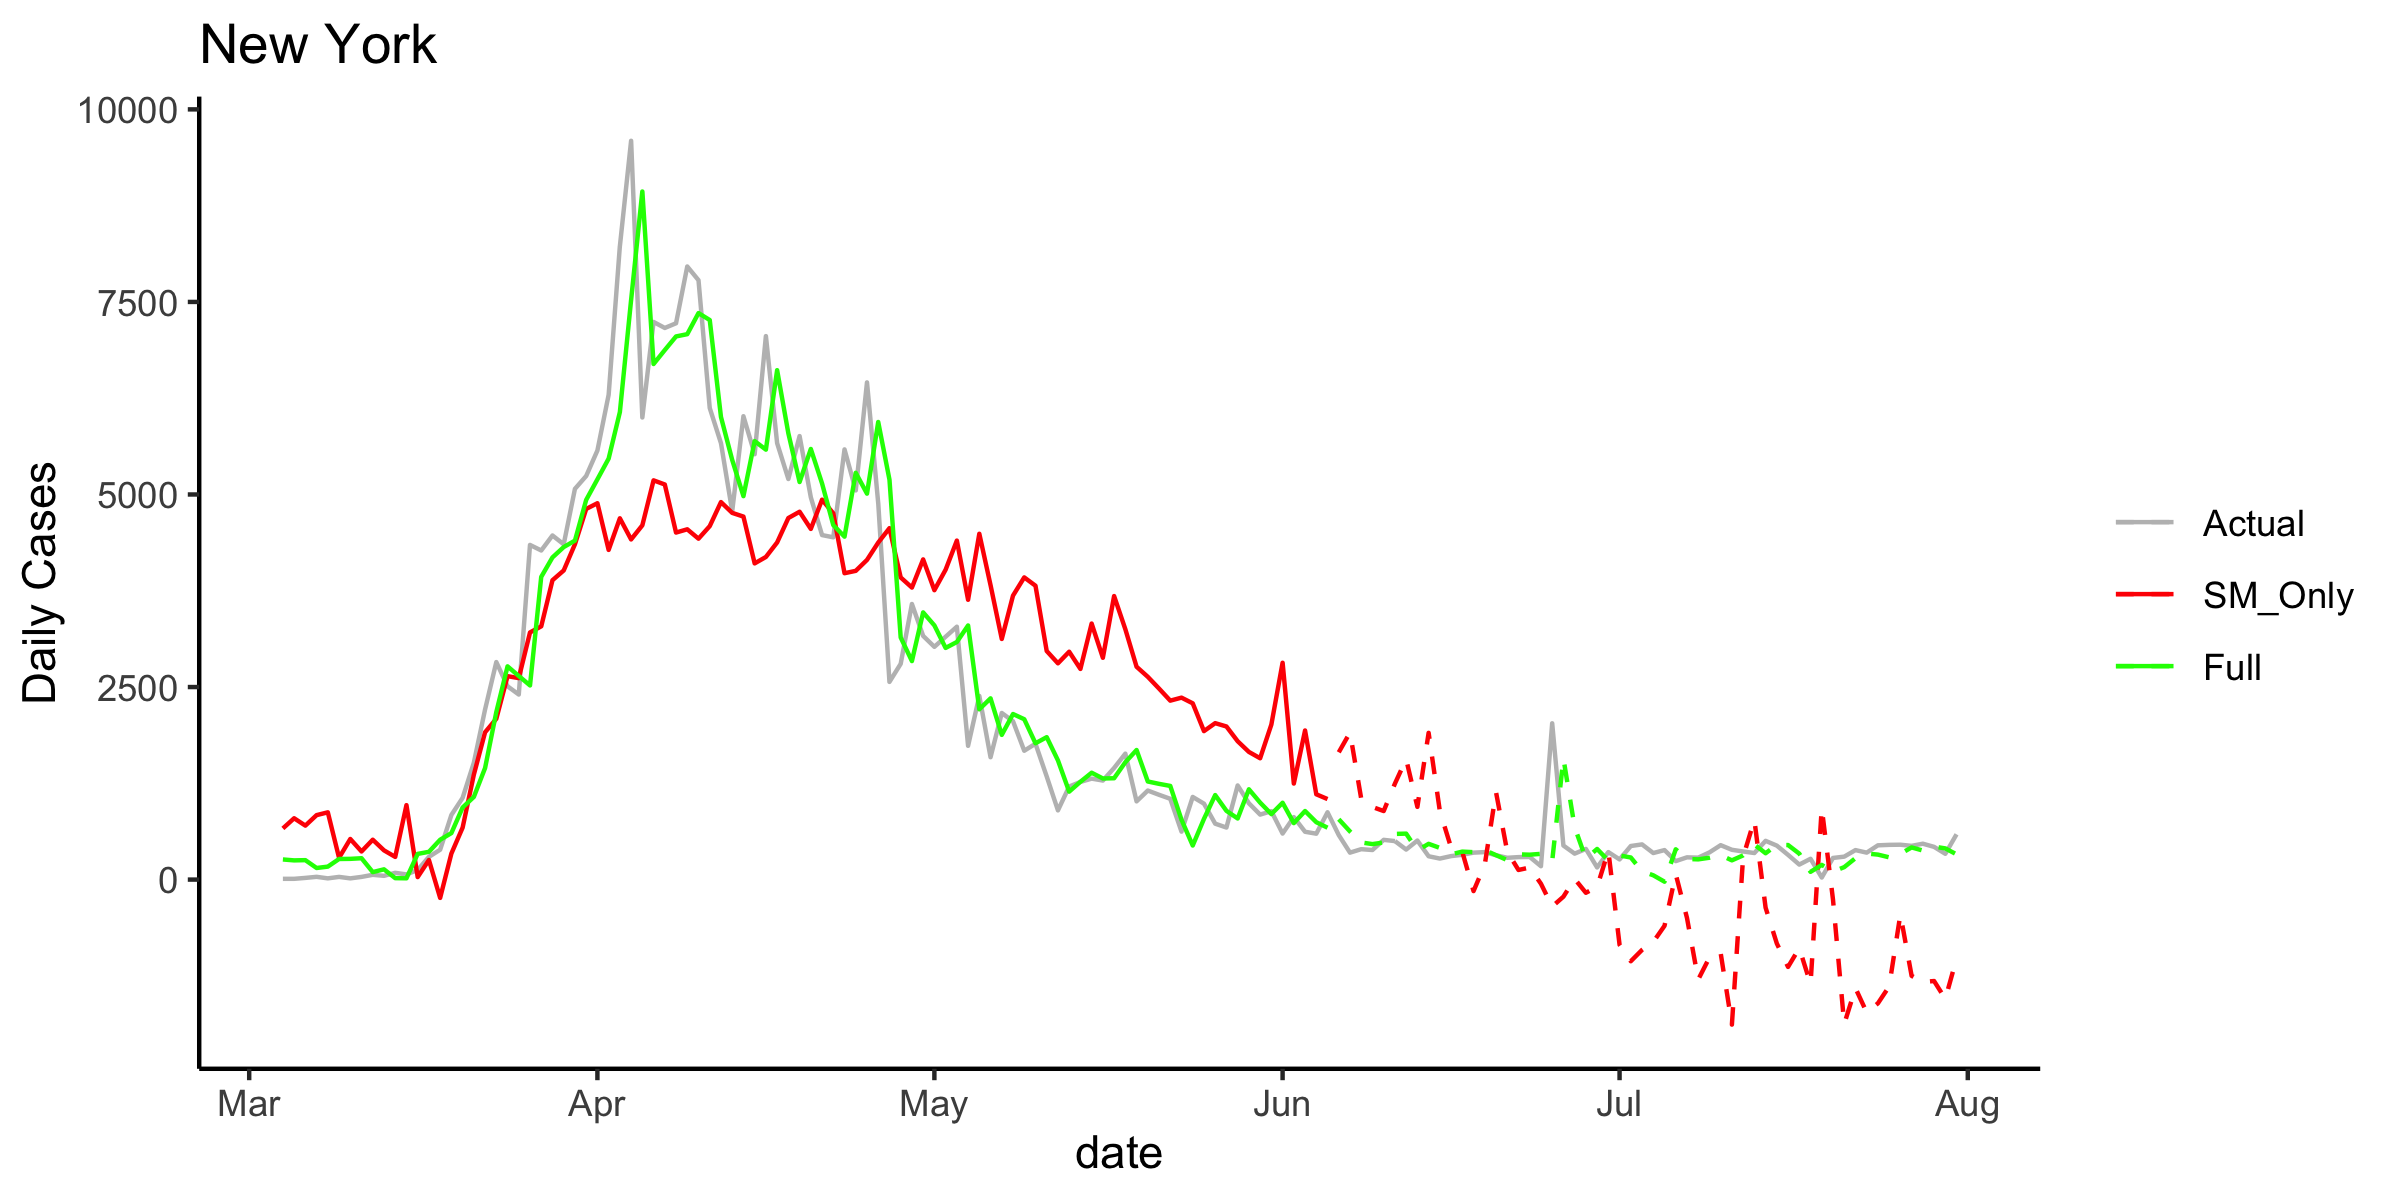 New York
10000
7500
5000
2500
0
Daily Cases
Mar
Apr
May
Jun
Jul
Aug
date
Actual
SM_Only
Full